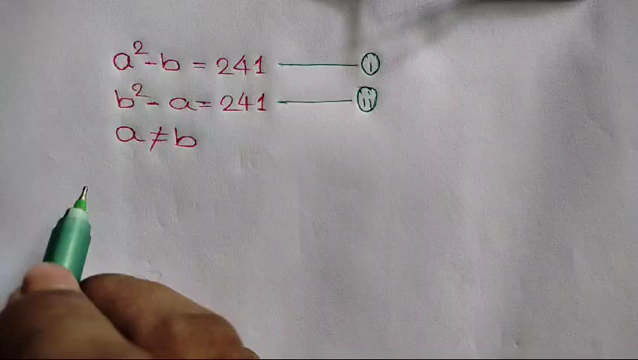 a² - b = 241 ——— (i)
b² - a = 241 ——— (ii)
a ≠ b